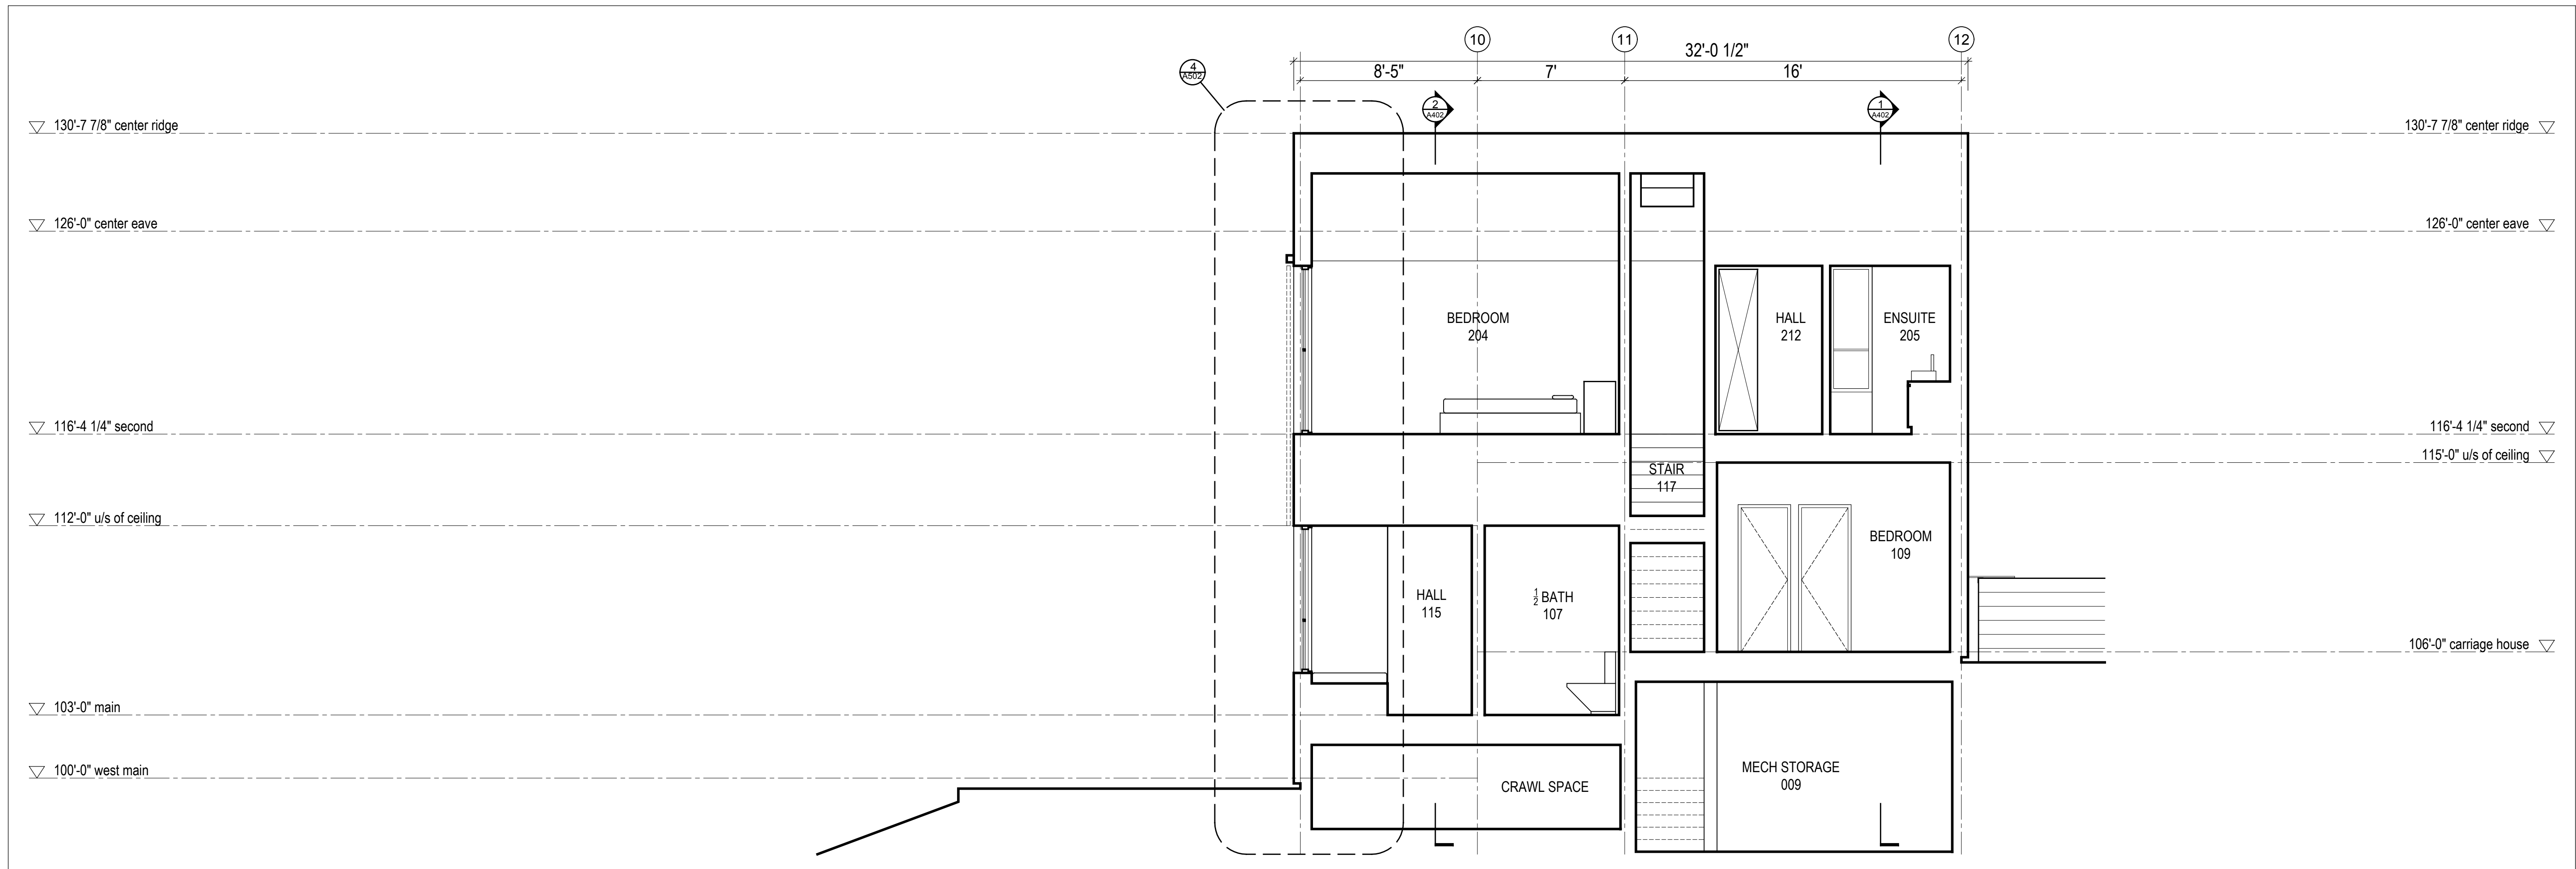 10
11
12
32'-0 1/2"
8'-5"
7'
16'
4
A502
2
A402
1
A402
130'-7 7/8" center ridge
130'-7 7/8" center ridge
126'-0" center eave
126'-0" center eave
BEDROOM
204
HALL
212
ENSUITE
205
116'-4 1/4" second
116'-4 1/4" second
115'-0" u/s of ceiling
STAIR
117
112'-0" u/s of ceiling
BEDROOM
109
HALL
115
1/2 BATH
107
106'-0" carriage house
103'-0" main
100'-0" west main
MECH STORAGE
009
CRAWL SPACE